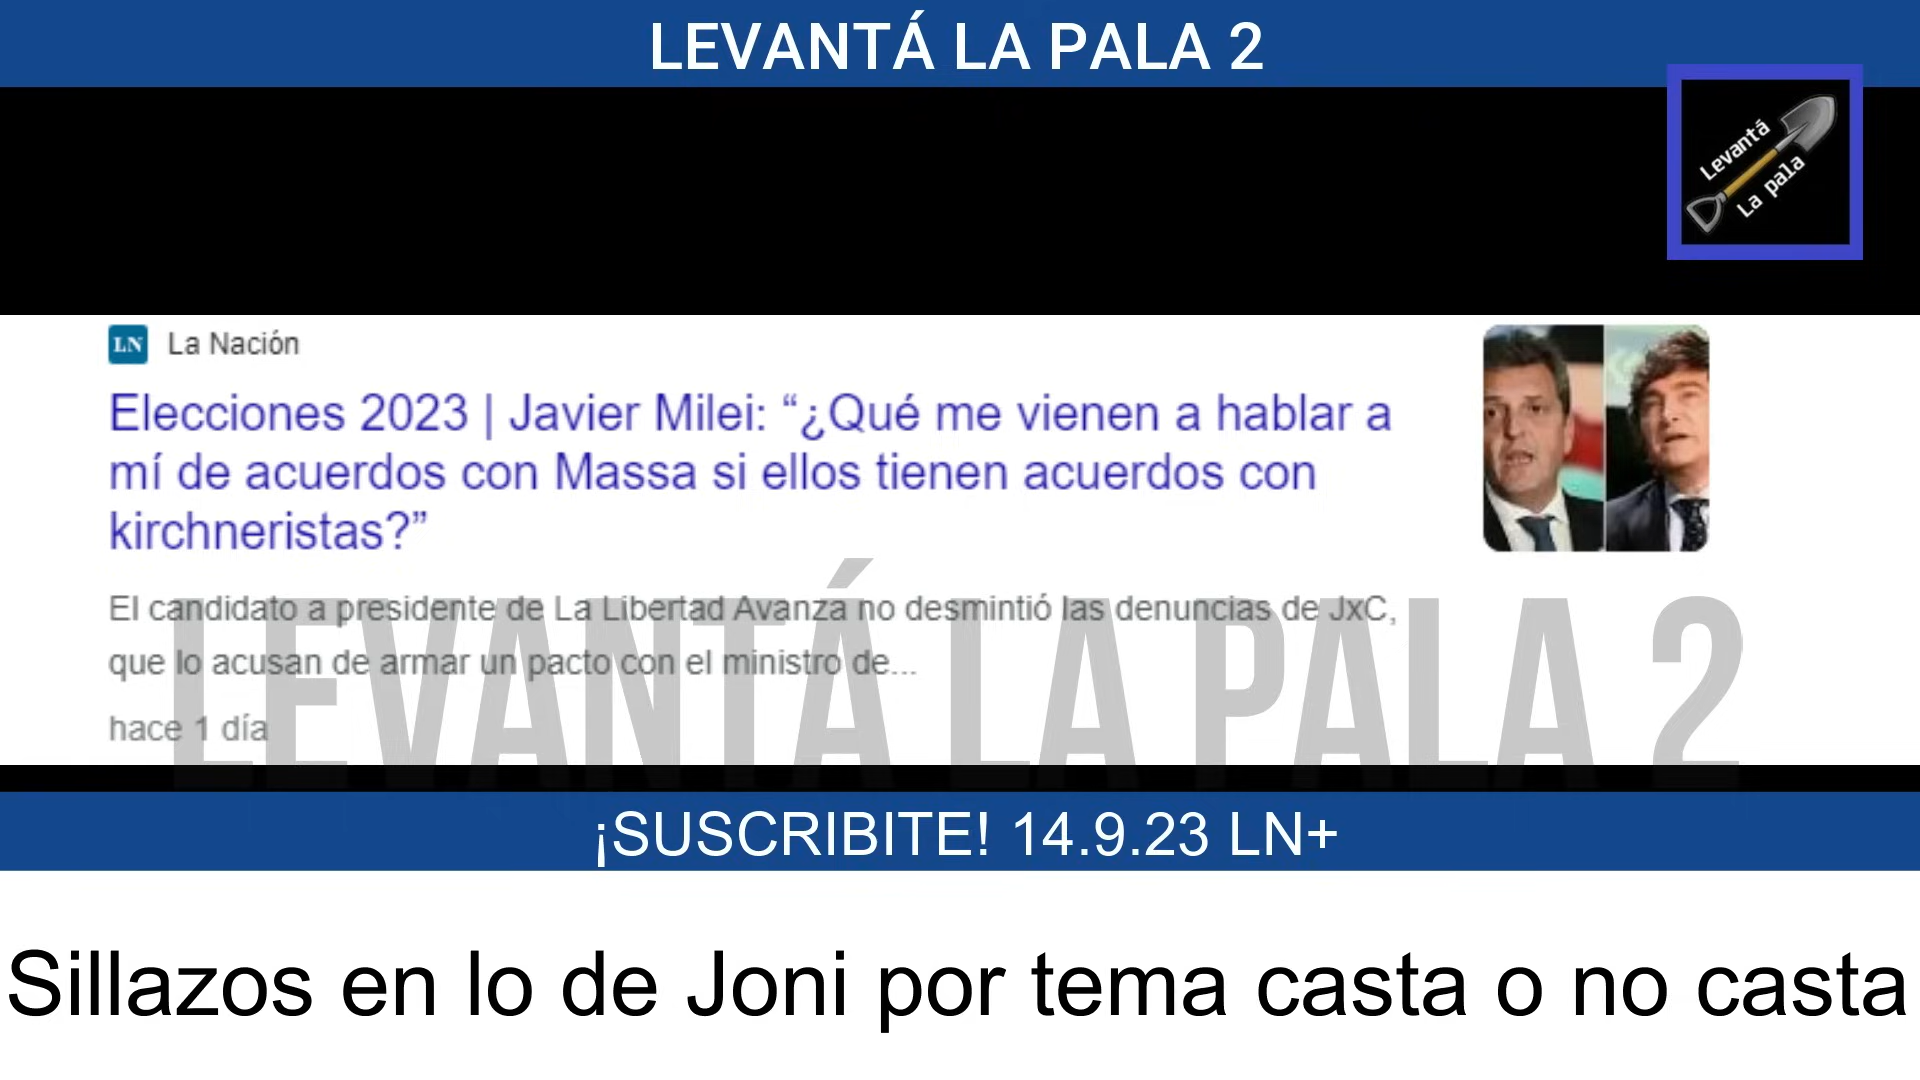 LEVANTÁ LA PALA 2
Levantá
La pala
LN La Nación
Elecciones 2023 | Javier Milei: “¿Qué me vienen a hablar a
mí de acuerdos con Massa si ellos tienen acuerdos con
kirchneristas?”
El candidato a presidente de La Libertad Avanza no desmintió las denuncias de JxC,
que lo acusan de armar un pacto con el ministro de...
hace 1 día
LEVANTÁ LA PALA 2
¡SUSCRIBITE! 14.9.23 LN+
Sillazos en lo de Joni por tema casta o no casta